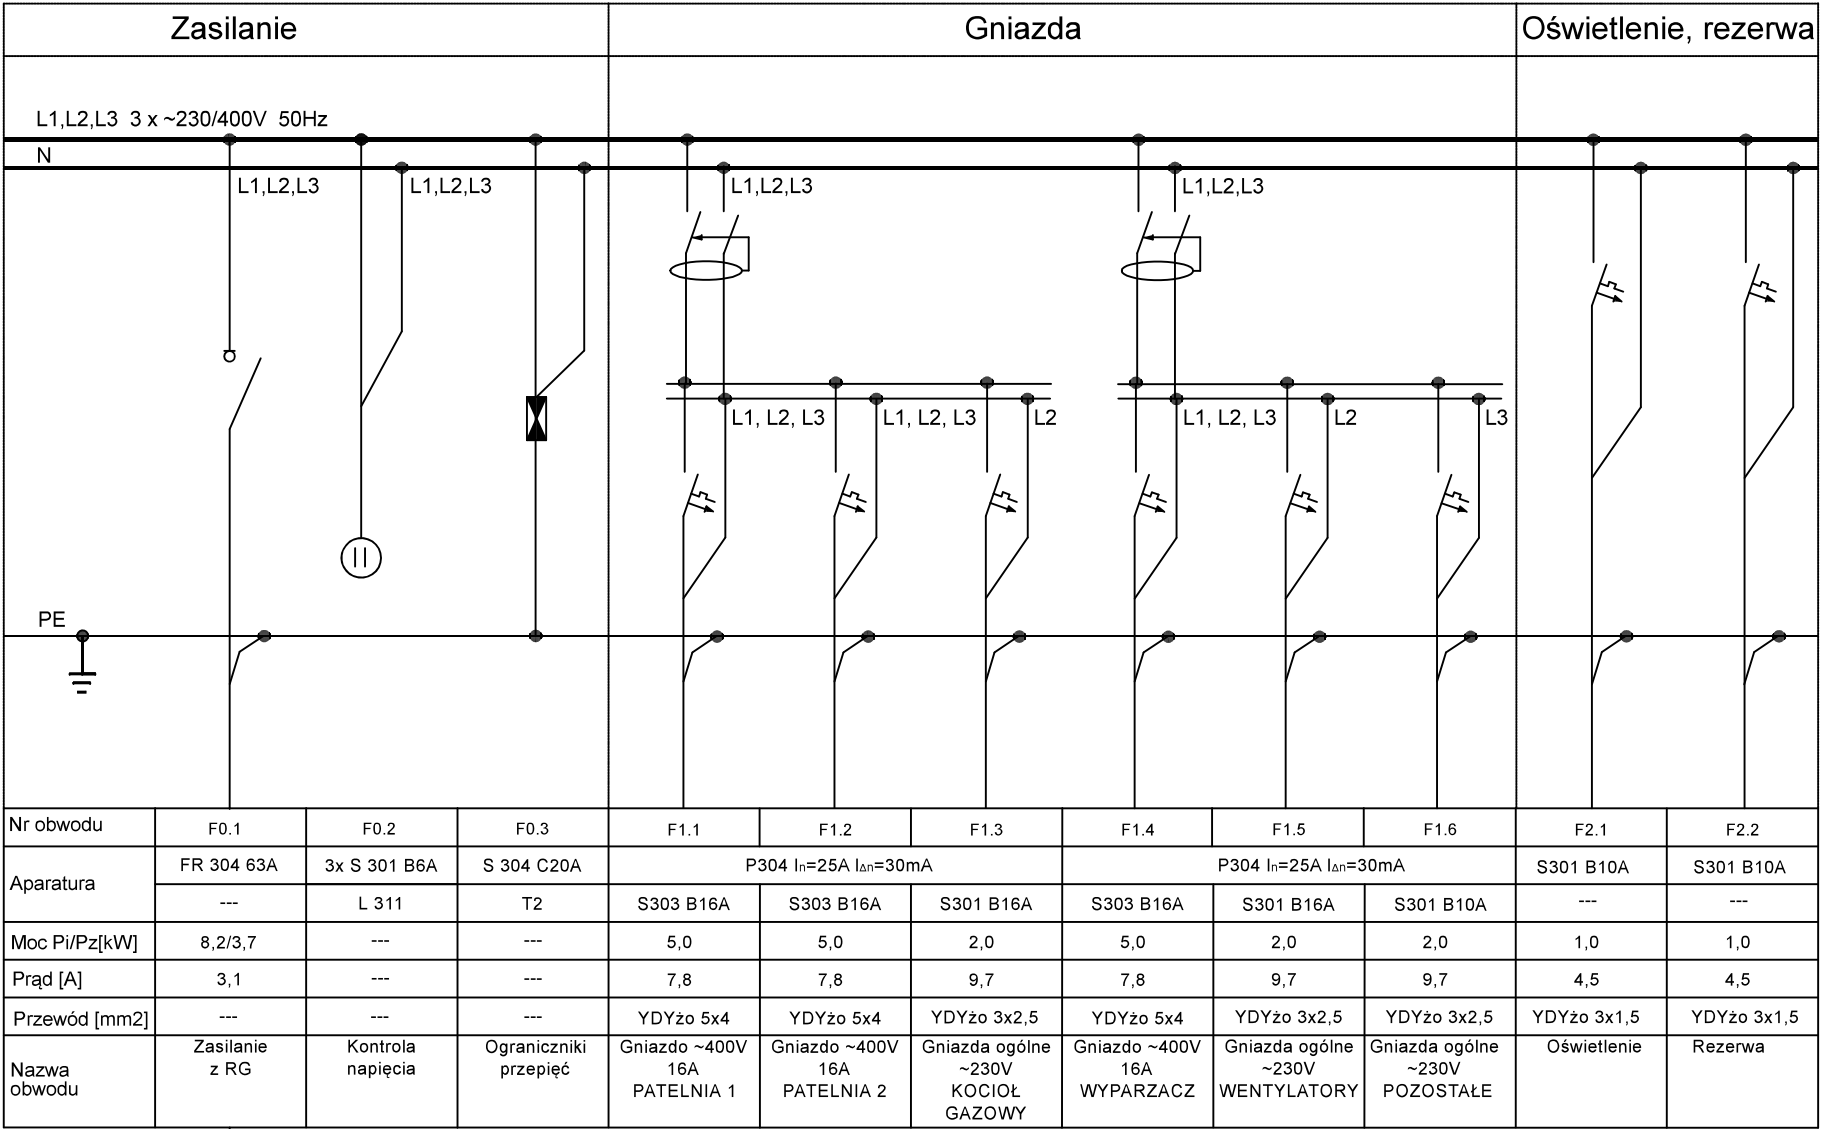 Zasilanie
Gniazda
Oświetlenie, rezerwa
L1,L2,L3 3 x ~230/400V 50Hz
N
L1,L2,L3
L1,L2,L3
L1,L2,L3
L1,L2,L3
L1, L2, L3
L1, L2, L3
L2
L1, L2, L3
L2
L3
PE
Nr obwodu
F0.1
F0.2
F0.3
F1.1
F1.2
F1.3
F1.4
F1.5
F1.6
F2.1
F2.2
Aparatura
FR 304 63A
3x S 301 B6A
S 304 C20A
P304 In=25A I∆n=30mA
P304 In=25A I∆n=30mA
S301 B10A
S301 B10A
---
L 311
T2
S303 B16A
S303 B16A
S301 B16A
S303 B16A
S301 B16A
S301 B10A
---
---
Moc Pi/Pz[kW]
8,2/3,7
---
---
5,0
5,0
2,0
5,0
2,0
2,0
1,0
1,0
Prąd [A]
3,1
---
---
7,8
7,8
9,7
7,8
9,7
9,7
4,5
4,5
Przewód [mm2]
---
---
---
YDYżo 5x4
YDYżo 5x4
YDYżo 3x2,5
YDYżo 5x4
YDYżo 3x2,5
YDYżo 3x2,5
YDYżo 3x1,5
YDYżo 3x1,5
Nazwa
obwodu
Zasilanie
z RG
Kontrola
napięcia
Ograniczniki
przepięć
Gniazdo ~400V
16A
PATELNIA 1
Gniazdo ~400V
16A
PATELNIA 2
Gniazda ogólne
~230V
KOCIOŁ
GAZOWY
Gniazdo ~400V
16A
WYPARZACZ
Gniazda ogólne
~230V
WENTYLATORY
Gniazda ogólne
~230V
POZOSTAŁE
Oświetlenie
Rezerwa